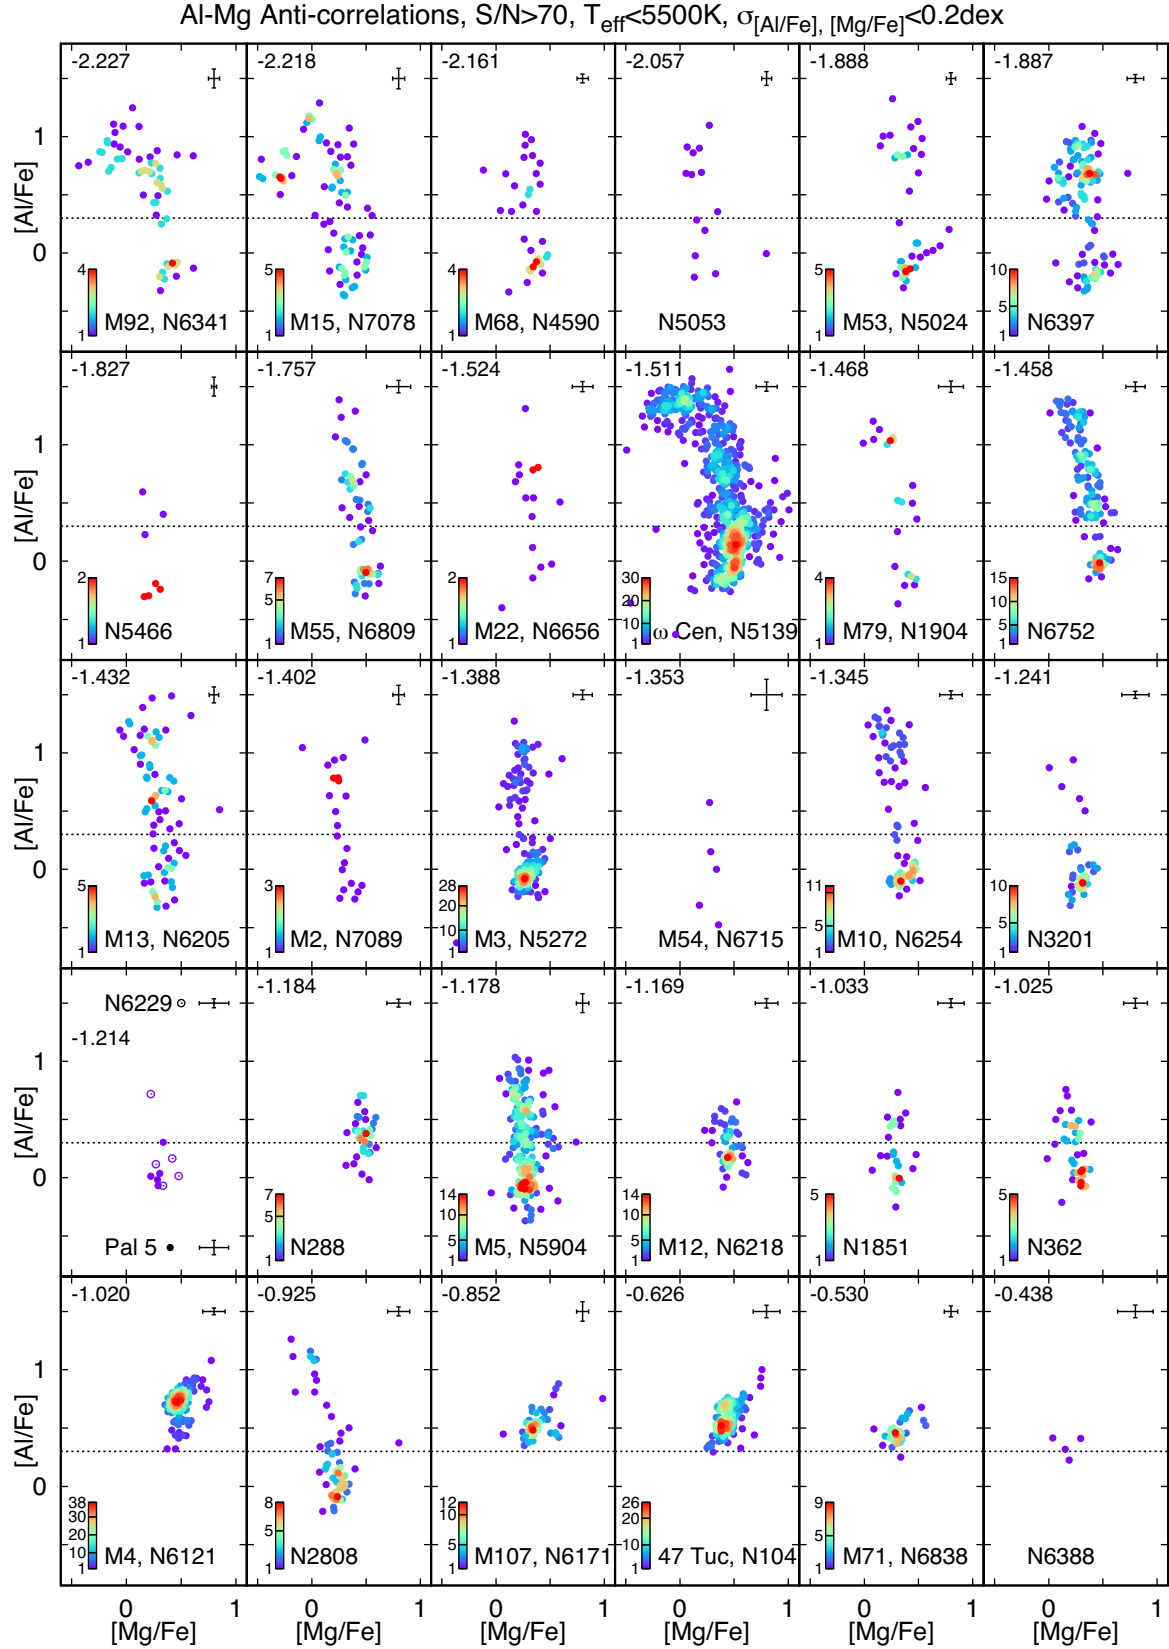 Al-Mg Anti-correlations, S/N>70, T_eff<5500K, σ_[Al/Fe], [Mg/Fe]<0.2dex
-2.227 -2.218 -2.161 -2.057 -1.888 -1.887
1
[Al/Fe]
0
4 5 4 5 10
5
1 1 1 1 1
M92, N6341 M15, N7078 M68, N4590 N5053 M53, N5024 N6397
-1.827 -1.757 -1.524 -1.511 -1.468 -1.458
1
[Al/Fe]
0
2 7 2 30 4 15
5 20 10
10 5
1 1 1 1 1
N5466 M55, N6809 M22, N6656 ω Cen, N5139 M79, N1904 N6752
-1.432 -1.402 -1.388 -1.353 -1.345 -1.241
1
[Al/Fe]
0
5 3 28 11 10
20 5 5
10
1 1 1 1 1
M13, N6205 M2, N7089 M3, N5272 M54, N6715 M10, N6254 N3201
N6229 -1.184 -1.178 -1.169 -1.033 -1.025
-1.214
1
[Al/Fe]
0
7 14 14 5 5
5 10 10
5 5
1 1 1 1 1
Pal 5 N288 M5, N5904 M12, N6218 N1851 N362
-1.020 -0.925 -0.852 -0.626 -0.530 -0.438
1
[Al/Fe]
0
38 8 12 26 9
30 5 10 20 5
20 5 10
10
1 1 1 1 1
M4, N6121 N2808 M107, N6171 47 Tuc, N104 M71, N6838 N6388
0 1 0 1 0 1 0 1 0 1 0 1
[Mg/Fe] [Mg/Fe] [Mg/Fe] [Mg/Fe] [Mg/Fe] [Mg/Fe]